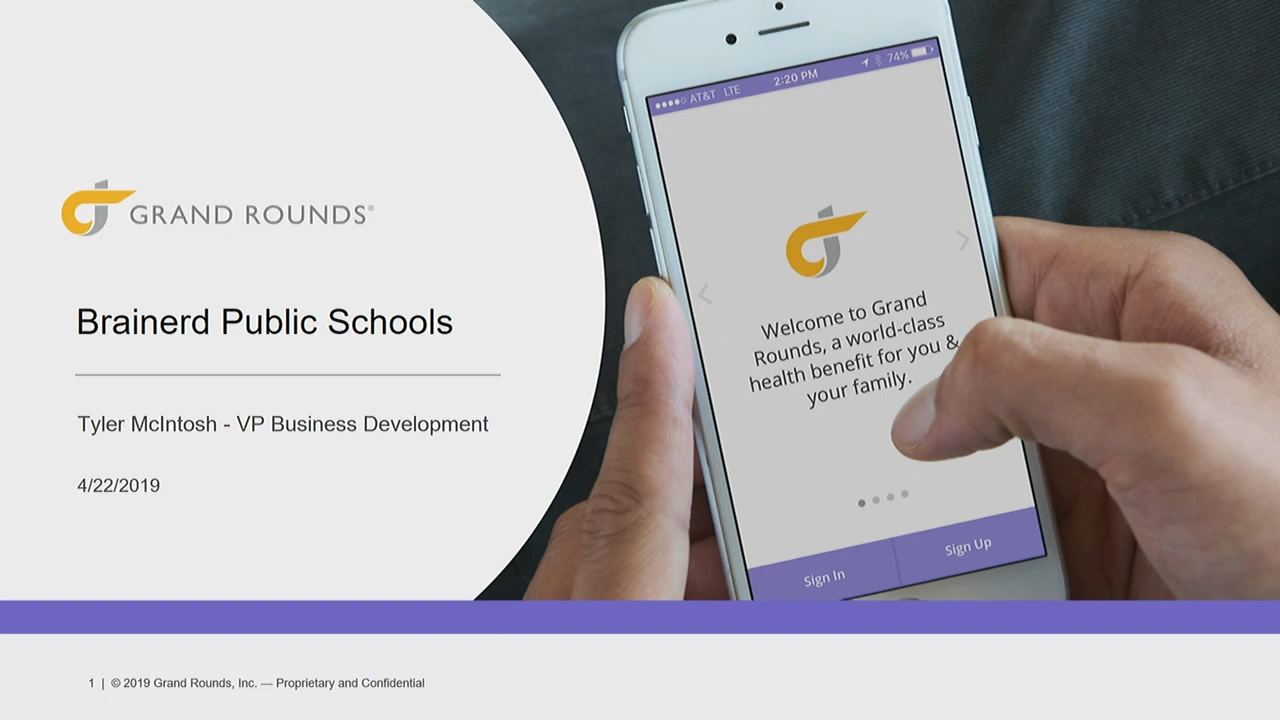 GRAND ROUNDS®
Brainerd Public Schools
Tyler McIntosh - VP Business Development
4/22/2019
AT&T LTE 2:20 PM 74%
Welcome to Grand
Rounds, a world-class
health benefit for you &
your family.
Sign In Sign Up
1 | © 2019 Grand Rounds, Inc. — Proprietary and Confidential